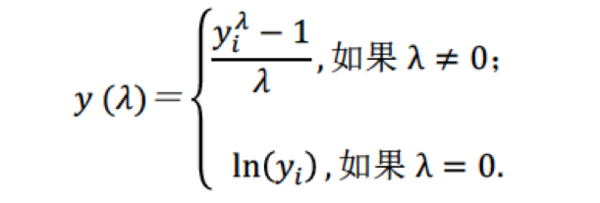 y (λ) = { (y_i^λ − 1)/λ , 如果 λ ≠ 0;
ln(y_i) , 如果 λ = 0.